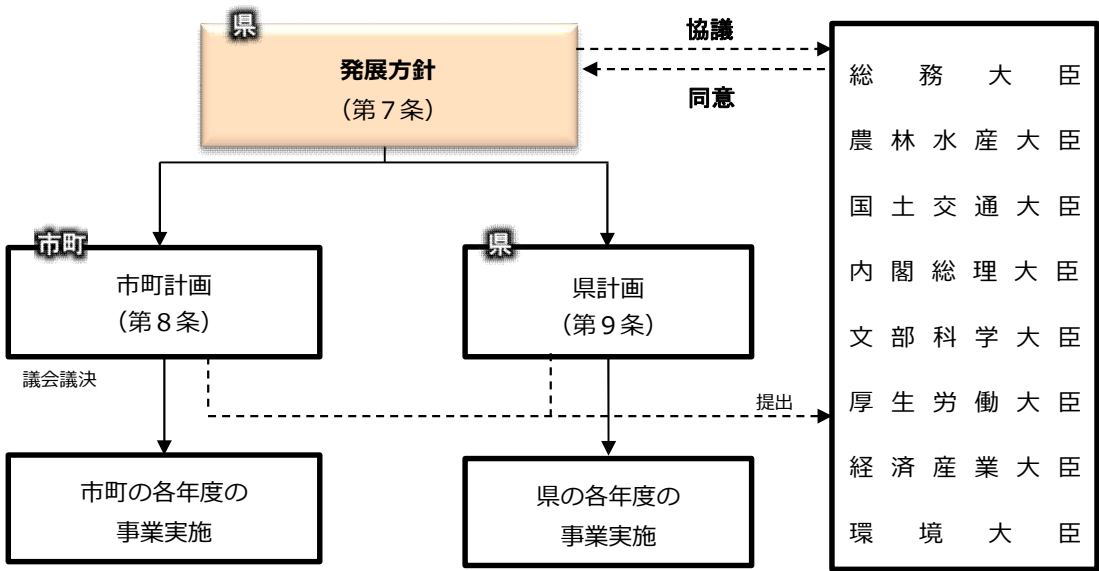 県
発展方針
（第７条）
協議
同意
市町
市町計画
（第８条）
議会議決
県
県計画
（第９条）
提出
市町の各年度の
事業実施
県の各年度の
事業実施
総務大臣
農林水産大臣
国土交通大臣
内閣総理大臣
文部科学大臣
厚生労働大臣
経済産業大臣
環境大臣